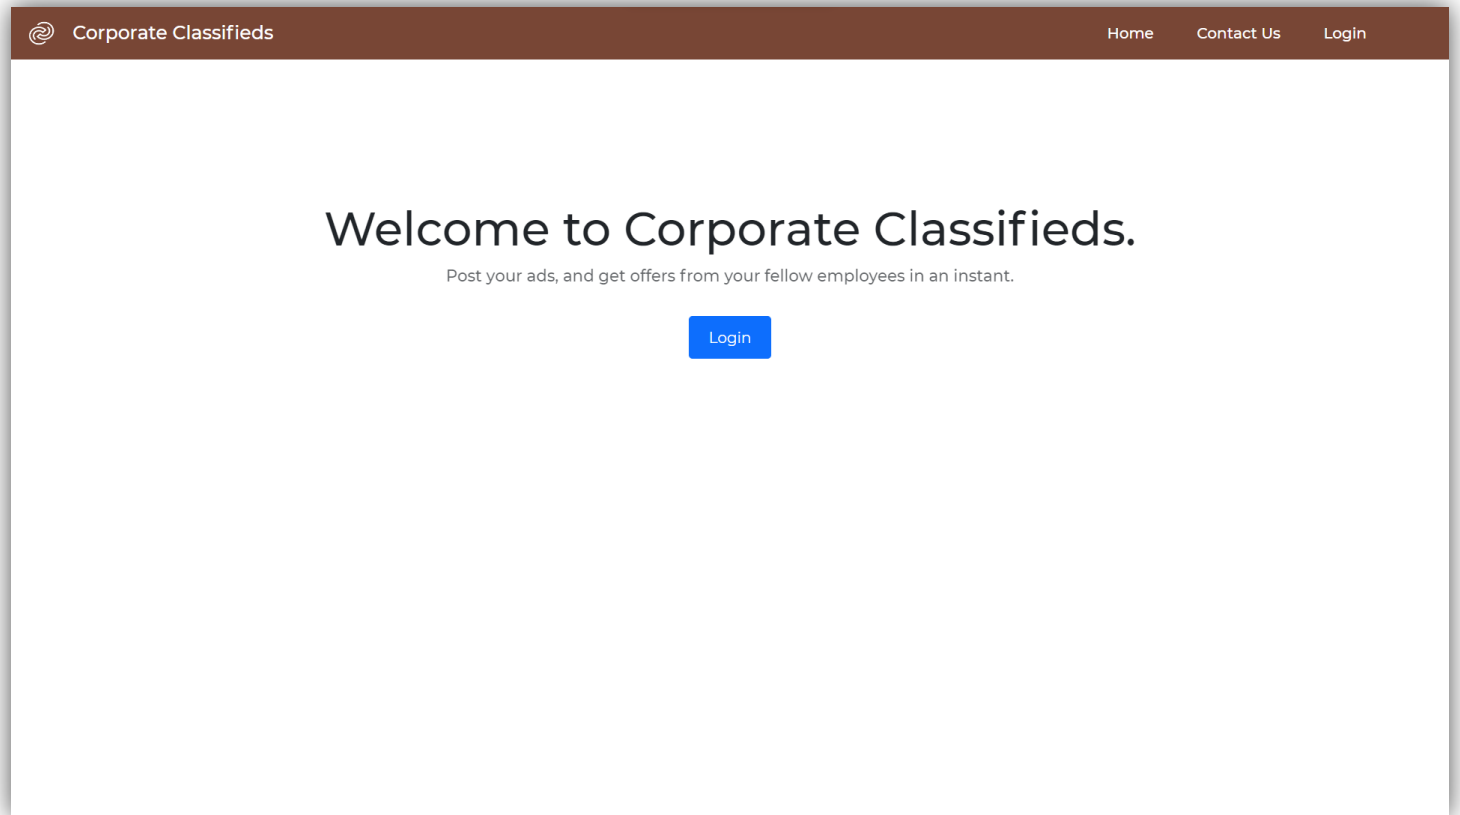 Corporate Classifieds
Home Contact Us Login
Welcome to Corporate Classifieds.
Post your ads, and get offers from your fellow employees in an instant.
Login